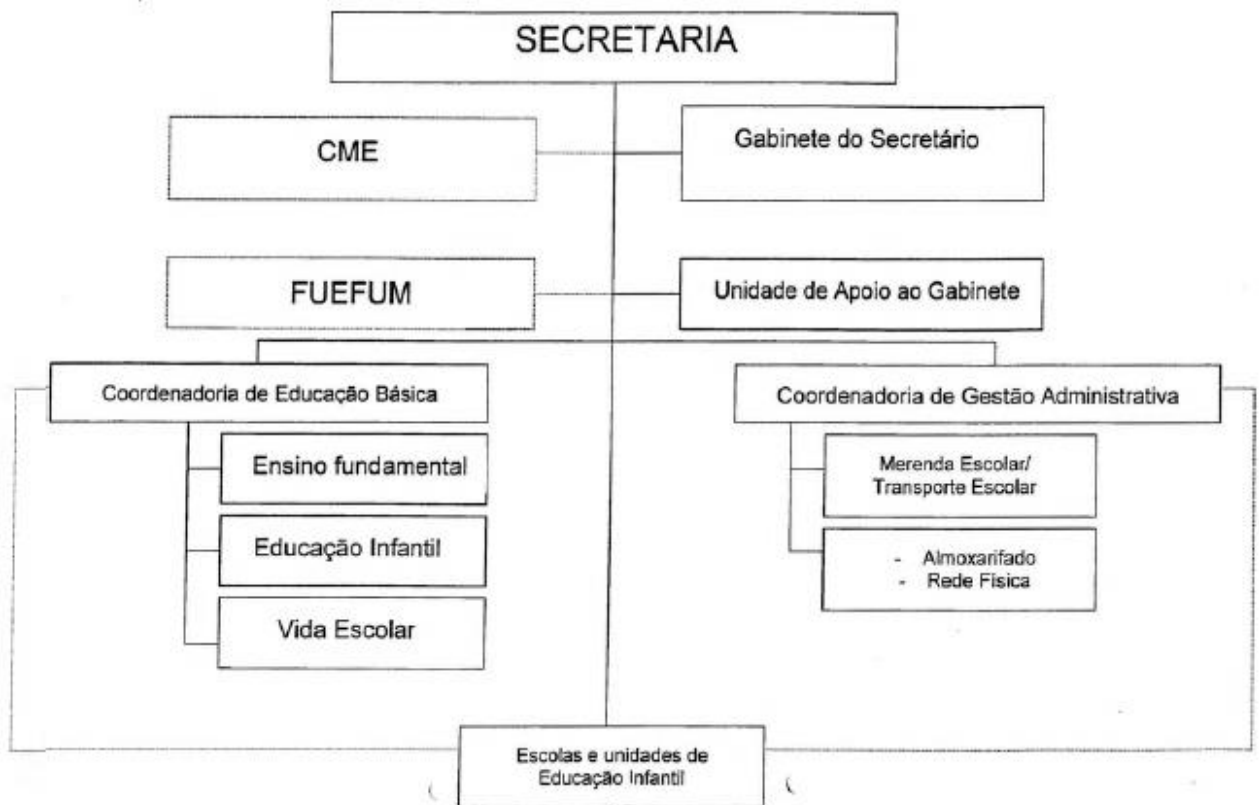 SECRETARIA
CME
Gabinete do Secretário
FUEFUM
Unidade de Apoio ao Gabinete
Coordenadoria de Educação Básica
Coordenadoria de Gestão Administrativa
Ensino fundamental
Educação Infantil
Vida Escolar
Merenda Escolar/
Transporte Escolar
- Almoxarifado
- Rede Física
Escolas e unidades de
Educação Infantil